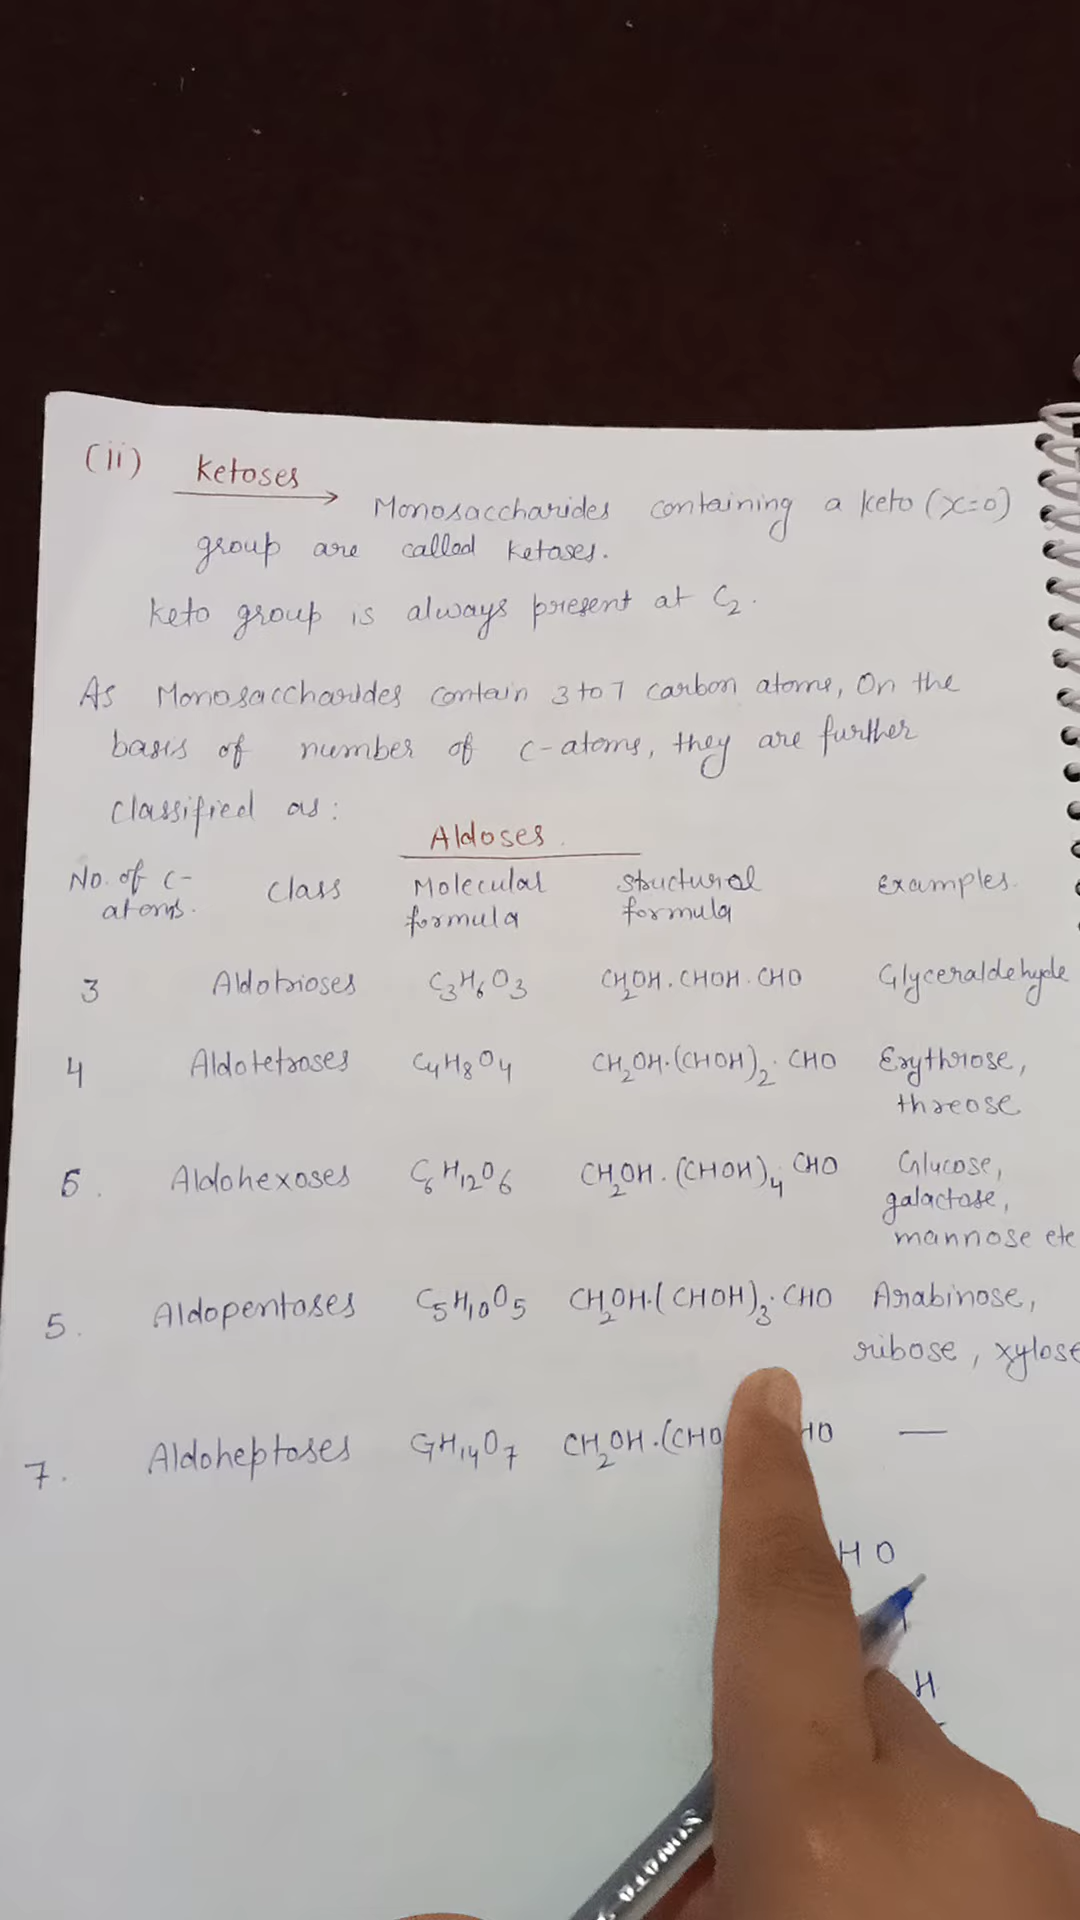 (ii) Ketoses
Monosaccharides containing a keto (>c=o)
group are called ketoses.
Keto group is always present at C₂.
As Monosaccharides contain 3 to 7 carbon atoms, On the
basis of number of c-atoms, they are further
classified as:
Aldoses
No. of c-atoms. Class Molecular formula Structural formula Examples.
3 Aldotrioses C₃H₆O₃ CH₂OH.CHOH.CHO Glyceraldehyde
4 Aldotetroses C₄H₈O₄ CH₂OH.(CHOH)₂.CHO Erythrose,
threose
6. Aldohexoses C₆H₁₂O₆ CH₂OH.(CHOH)₄CHO Glucose,
galactose,
mannose etc
5. Aldopentoses C₅H₁₀O₅ CH₂OH.(CHOH)₃.CHO Arabinose,
ribose, xylose
7. Aldoheptoses C₇H₁₄O₇ CH₂OH.(CHO HO —
H O
H
SONATA